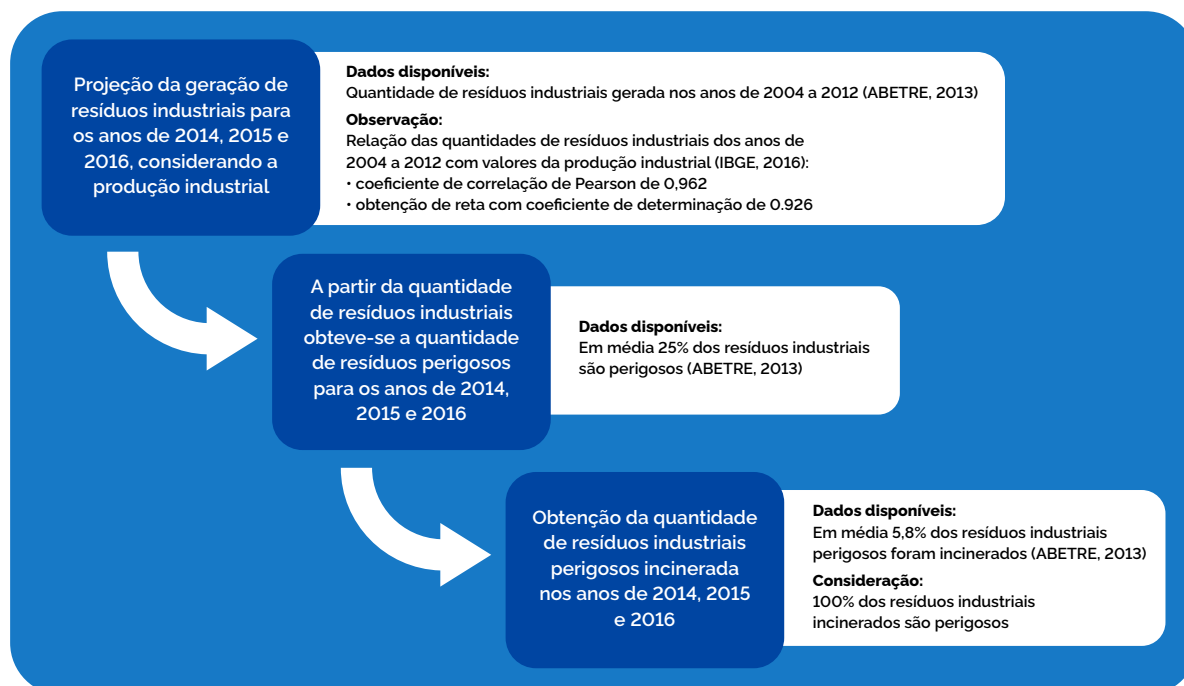 Projeção da geração de
resíduos industriais para
os anos de 2014, 2015 e
2016, considerando a
produção industrial
Dados disponíveis:
Quantidade de resíduos industriais gerada nos anos de 2004 a 2012 (ABETRE, 2013)
Observação:
Relação das quantidades de resíduos industriais dos anos de
2004 a 2012 com valores da produção industrial (IBGE, 2016):
• coeficiente de correlação de Pearson de 0,962
• obtenção de reta com coeficiente de determinação de 0.926
A partir da quantidade
de resíduos industriais
obteve-se a quantidade
de resíduos perigosos
para os anos de 2014,
2015 e 2016
Dados disponíveis:
Em média 25% dos resíduos industriais
são perigosos (ABETRE, 2013)
Obtenção da quantidade
de resíduos industriais
perigosos incinerada
nos anos de 2014, 2015
e 2016
Dados disponíveis:
Em média 5,8% dos resíduos industriais
perigosos foram incinerados (ABETRE, 2013)
Consideração:
100% dos resíduos industriais
incinerados são perigosos